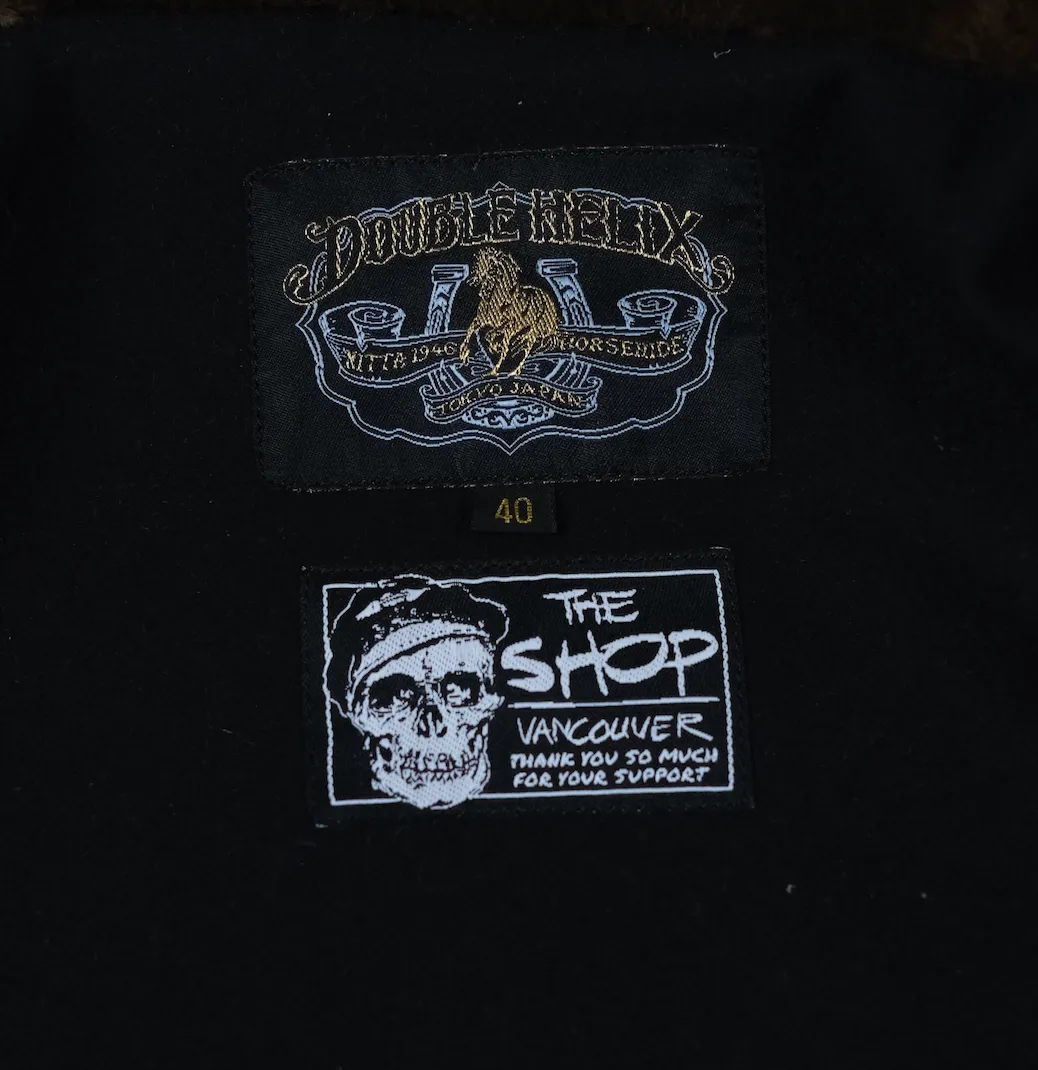 DOUBLE HELIX
NITTA 1946 HORSEHIDE
TOKYO JAPAN
40
THE
SHOP
VANCOUVER
THANK YOU SO MUCH
FOR YOUR SUPPORT